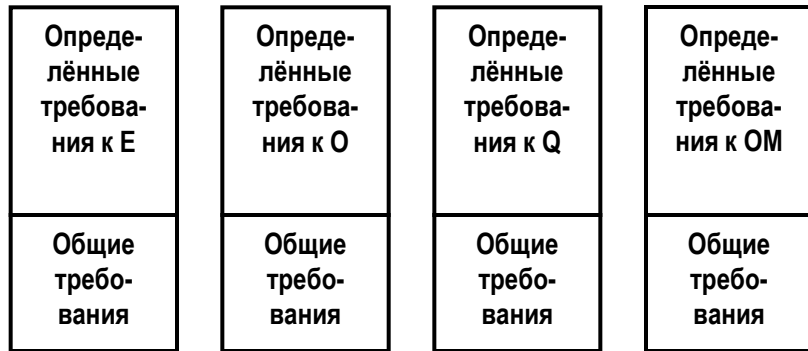 Опреде-
лённые
требова-
ния к E
Общие
требо-
вания
Опреде-
лённые
требова-
ния к O
Общие
требо-
вания
Опреде-
лённые
требова-
ния к Q
Общие
требо-
вания
Опреде-
лённые
требова-
ния к OM
Общие
требо-
вания